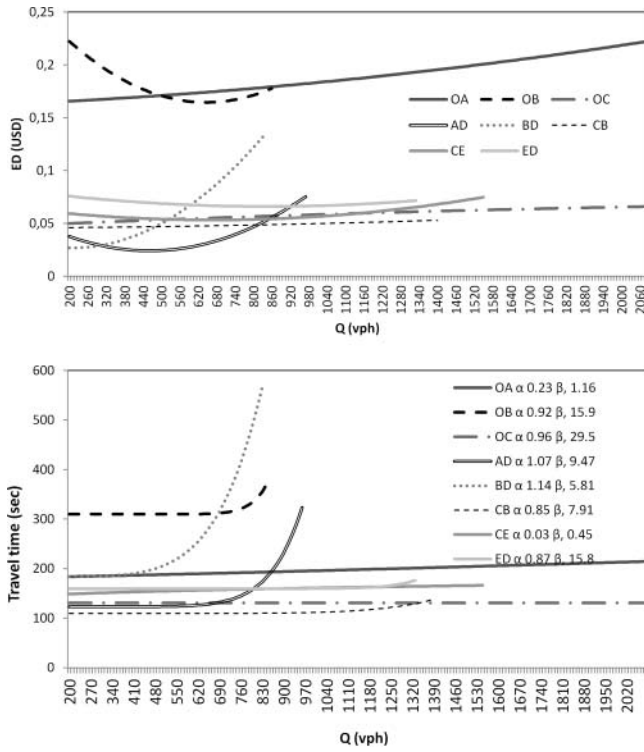 0,25
0,2
0,15
0,1
0,05
0
ED (USD)
OA OB OC
AD BD CB
CE ED
200 260 320 380 440 500 560 620 680 740 800 860 920 980 1040 1100 1160 1220 1280 1340 1400 1460 1520 1580 1640 1700 1760 1820 1880 1940 2000 2060
Q (vph)
600
500
400
300
200
100
0
Travel time (sec)
OA α 0.23 β, 1.16
OB α 0.92 β, 15.9
OC α 0.96 β, 29.5
AD α 1.07 β, 9.47
BD α 1.14 β, 5.81
CB α 0.85 β, 7.91
CE α 0.03 β, 0.45
ED α 0.87 β, 15.8
200 270 340 410 480 550 620 690 760 830 900 970 1040 1110 1180 1250 1320 1390 1460 1530 1600 1670 1740 1810 1880 1950 2020
Q (vph)